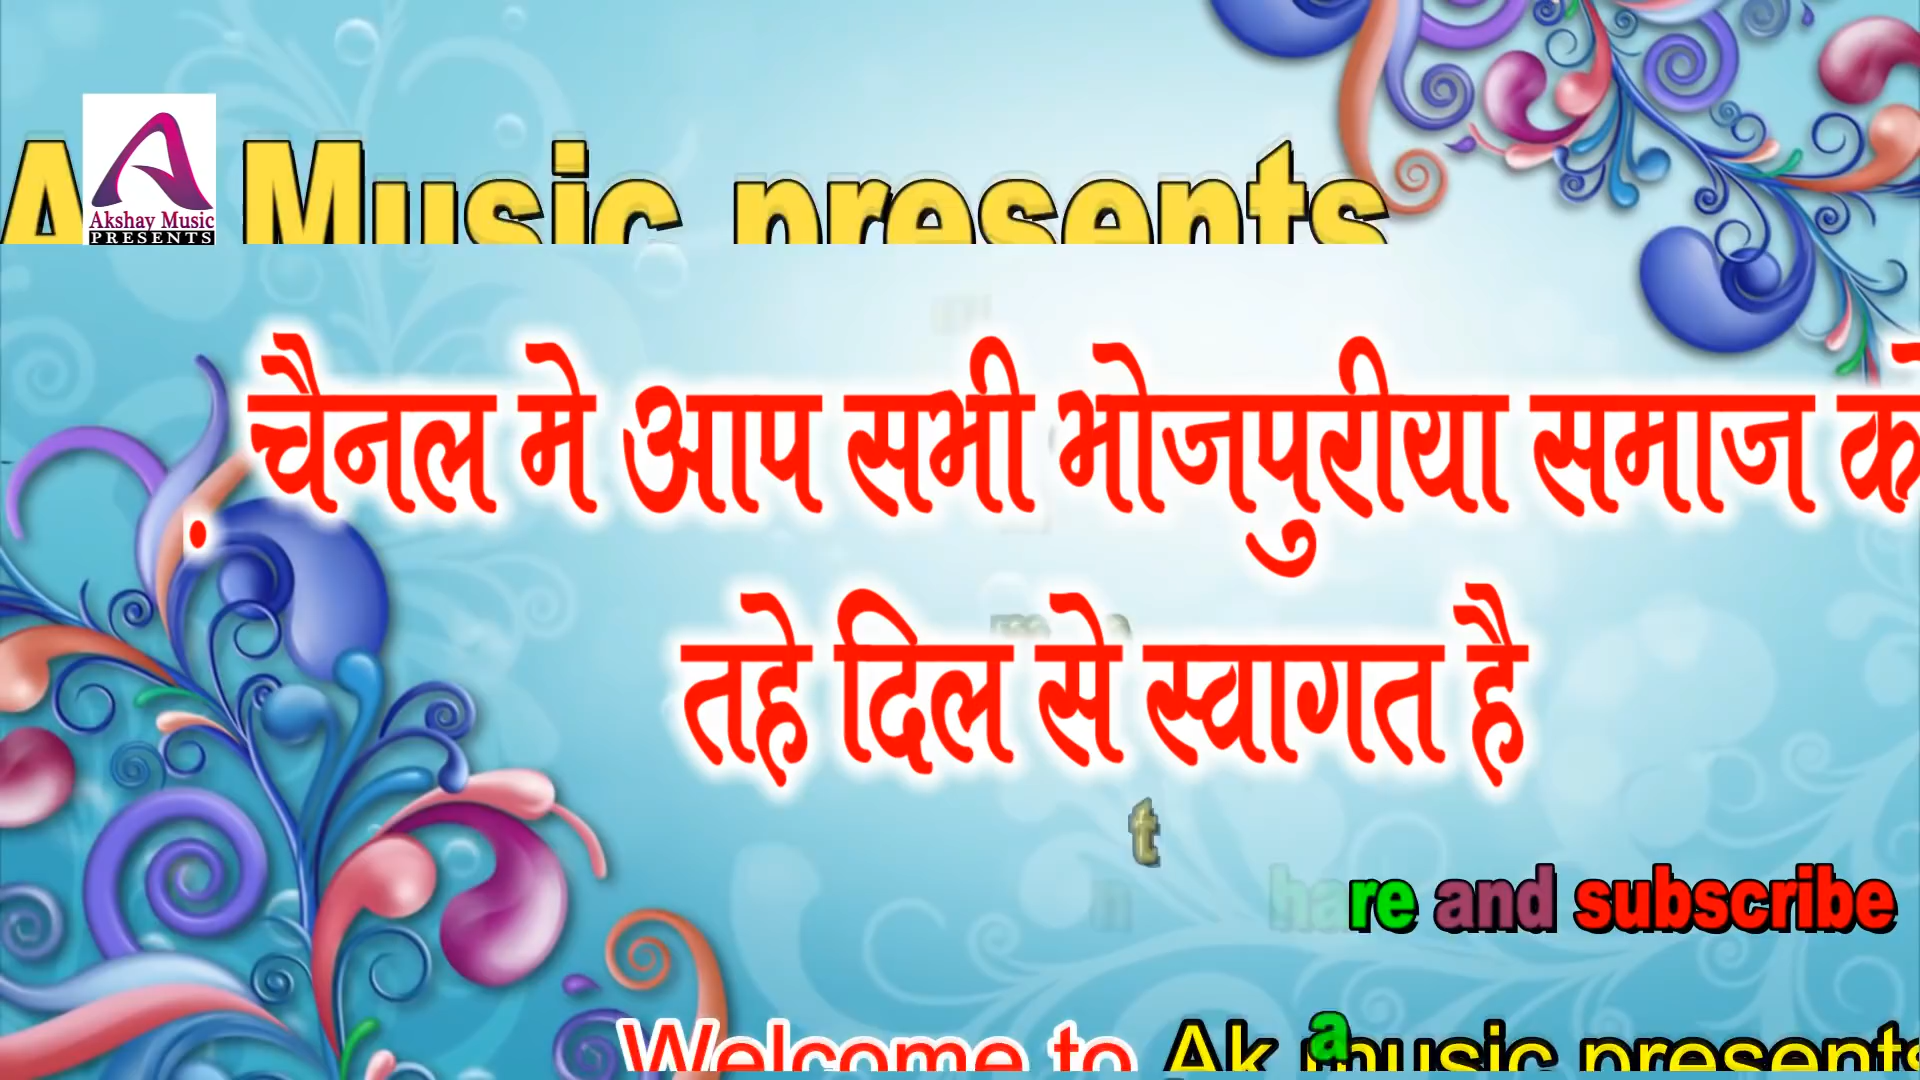 Music presents
Akshay Music
PRESENTS
चैनल मे आप सभी भोजपुरीया समाज
तहे दिल से स्वागत है
t
hare and subscribe
Welcome to Ak music presents
a